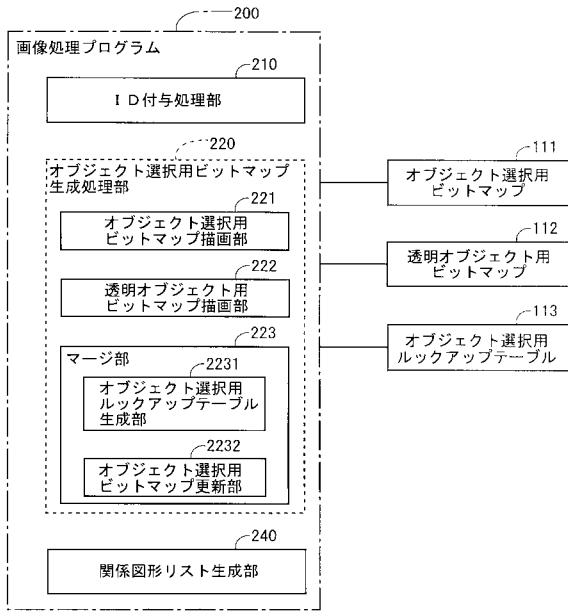 200
画像処理プログラム
210
ID付与処理部
220
オブジェクト選択用ビットマップ
生成処理部
221
オブジェクト選択用
ビットマップ描画部
222
透明オブジェクト用
ビットマップ描画部
223
マージ部
2231
オブジェクト選択用
ルックアップテーブル
生成部
2232
オブジェクト選択用
ビットマップ更新部
240
関係図形リスト生成部
111
オブジェクト選択用
ビットマップ
112
透明オブジェクト用
ビットマップ
113
オブジェクト選択用
ルックアップテーブル